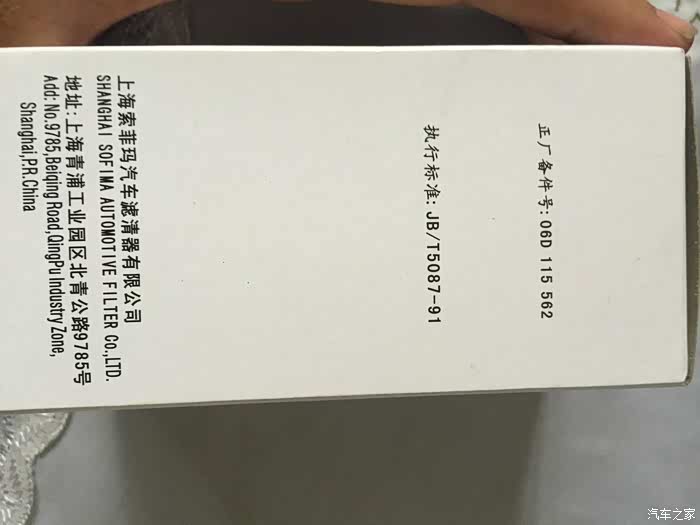 正厂备件号: 06D 115 562
执行标准: JB/T5087-91
上海索菲玛汽车滤清器有限公司
SHANGHAI SOFIMA AUTOMOTIVE FILTER Co.,LTD.
地址:上海青浦工业园区北青公路9785号
Add: No.9785,Beiqing Road,QingPu Industry Zone,
Shanghai,P.R.China
汽车之家